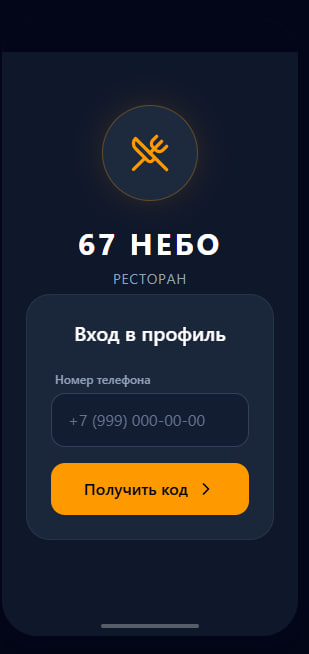 67 НЕБО
РЕСТОРАН
Вход в профиль
Номер телефона
+7 (999) 000-00-00
Получить код